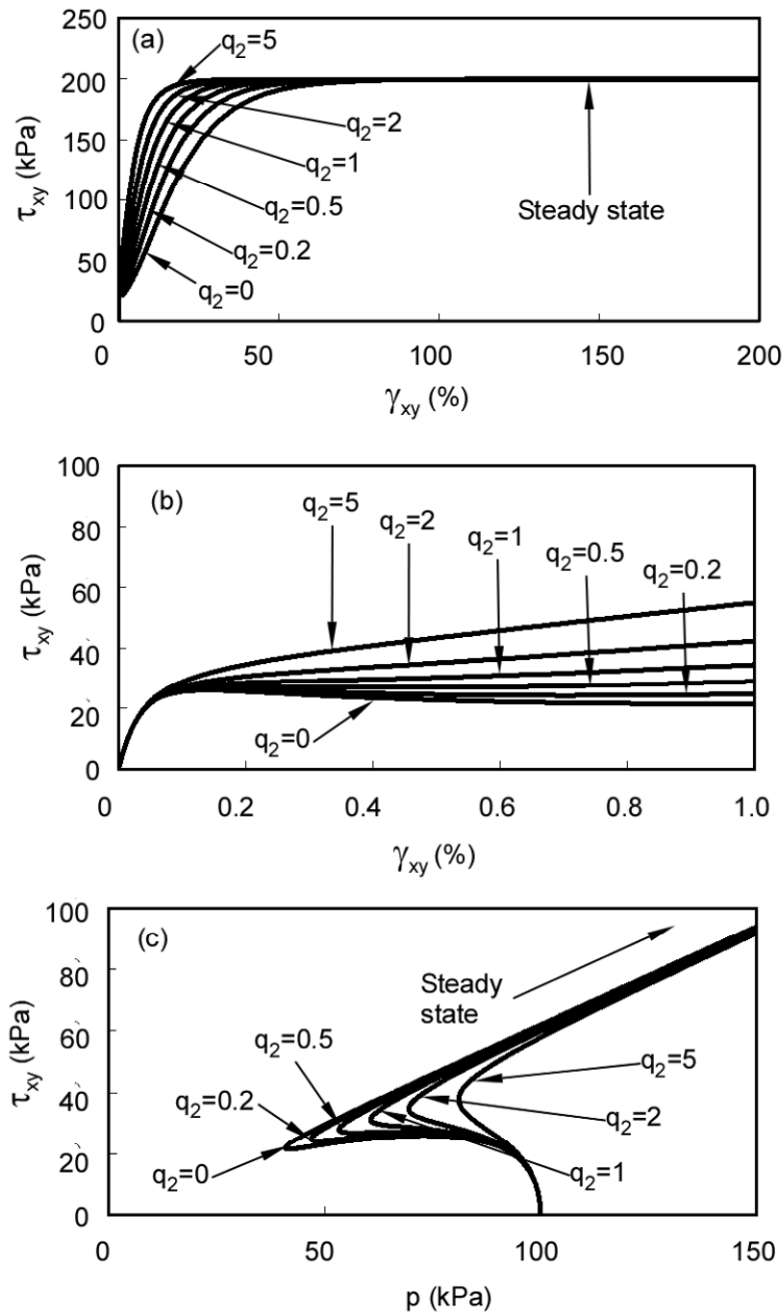 (a)
q2=5
q2=2
q2=1
q2=0.5
q2=0.2
q2=0
Steady state
τxy (kPa)
250
200
150
100
50
0
0 50 100 150 200
γxy (%)
(b)
q2=5
q2=2
q2=1
q2=0.5
q2=0.2
q2=0
τxy (kPa)
100
80
60
40
20
0
0 0.2 0.4 0.6 0.8 1.0
γxy (%)
(c)
Steady
state
q2=0.5
q2=0.2
q2=0
q2=5
q2=2
q2=1
τxy (kPa)
100
80
60
40
20
0
0 50 100 150
p (kPa)